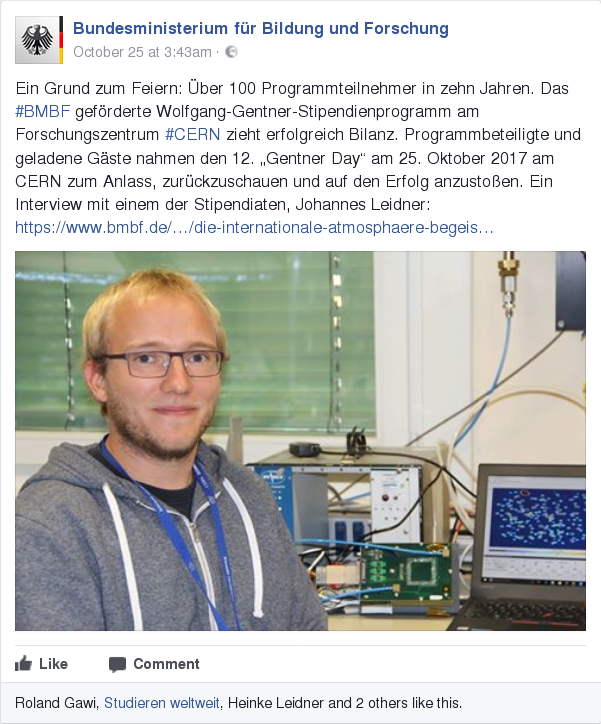 Bundesministerium für Bildung und Forschung
October 25 at 3:43am ·
Ein Grund zum Feiern: Über 100 Programmteilnehmer in zehn Jahren. Das
#BMBF geförderte Wolfgang-Gentner-Stipendienprogramm am
Forschungszentrum #CERN zieht erfolgreich Bilanz. Programmbeteiligte und
geladene Gäste nahmen den 12. „Gentner Day“ am 25. Oktober 2017 am
CERN zum Anlass, zurückzuschauen und auf den Erfolg anzustoßen. Ein
Interview mit einem der Stipendiaten, Johannes Leidner:
https://www.bmbf.de/…/die-internationale-atmosphaere-begeis…
Like Comment
Roland Gawi, Studieren weltweit, Heinke Leidner and 2 others like this.